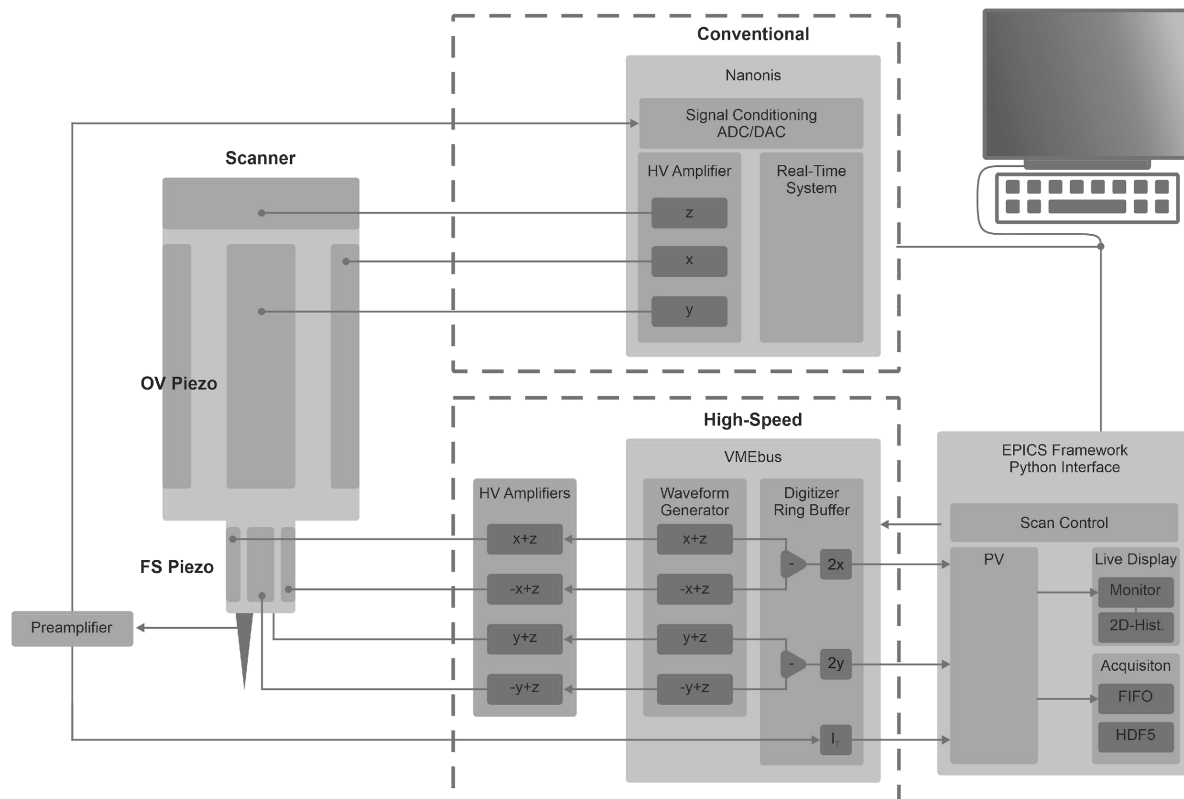 Conventional
Nanonis
Signal Conditioning
ADC/DAC
Scanner
HV Amplifier
Real-Time
System
z
x
y
OV Piezo
High-Speed
VMEbus
EPICS Framework
Python Interface
HV Amplifiers
Waveform
Generator
Digitizer
Ring Buffer
Scan Control
x+z
x+z
-
2x
PV
Live Display
FS Piezo
-x+z
-x+z
Monitor
Preamplifier
y+z
y+z
2D-Hist.
-
2y
Acquisiton
-y+z
-y+z
FIFO
I
HDF5